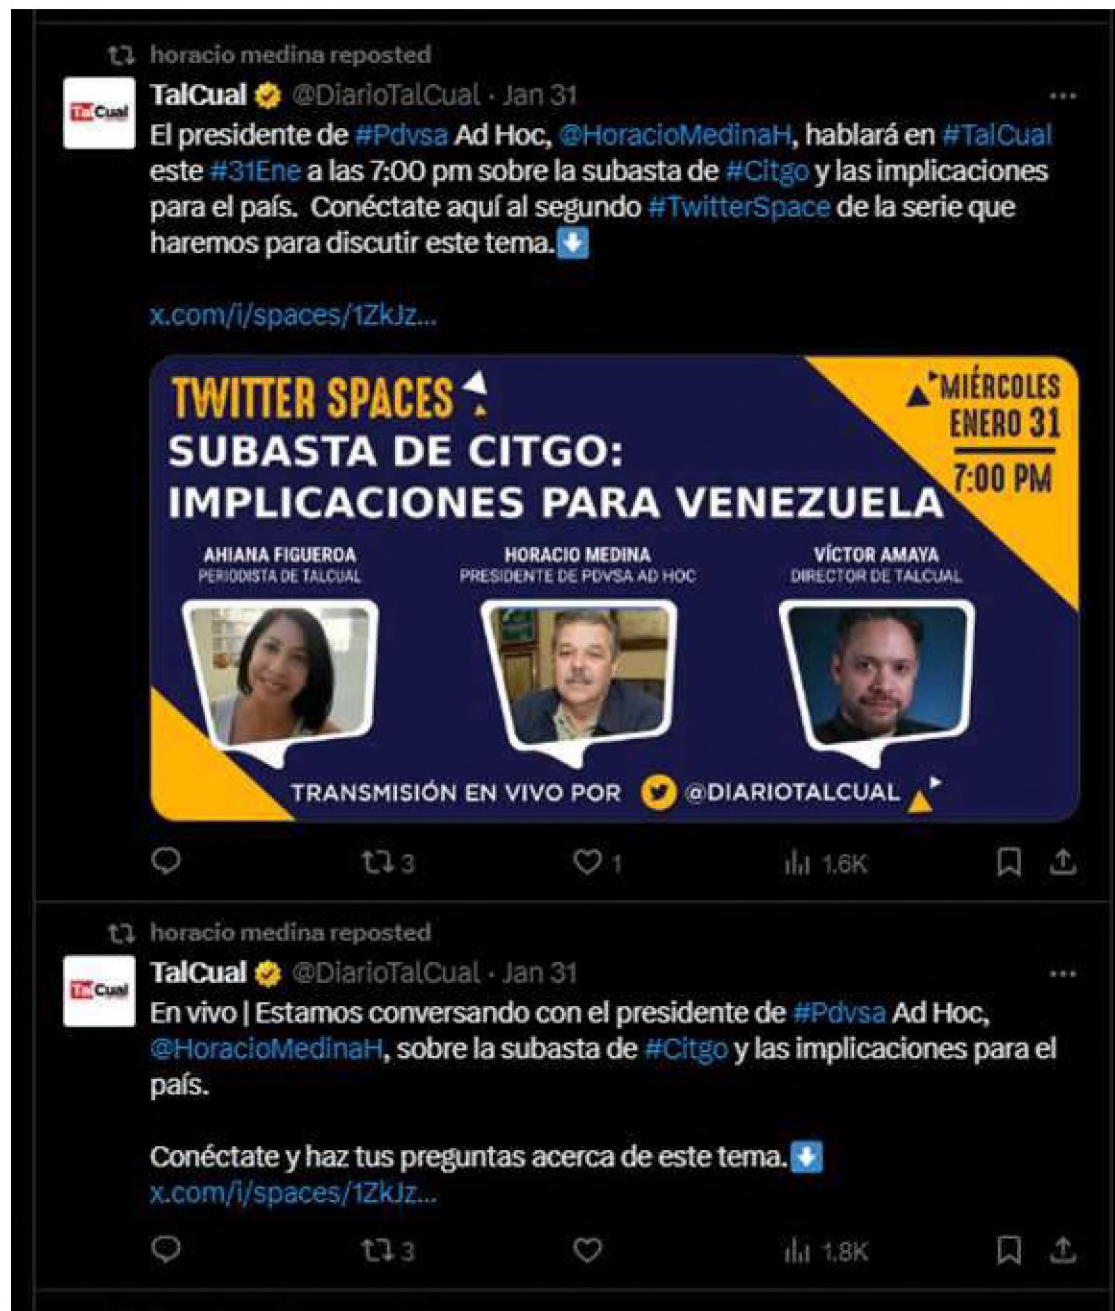 horacio medina reposted
TalCual @DiarioTalCual · Jan 31
TalCual
El presidente de #Pdvsa Ad Hoc, @HoracioMedinaH, hablará en #TalCual
este #31Ene a las 7:00 pm sobre la subasta de #Citgo y las implicaciones
para el país. Conéctate aquí al segundo #TwitterSpace de la serie que
haremos para discutir este tema.
x.com/i/spaces/1ZkJz...
TWITTER SPACES
SUBASTA DE CITGO:
IMPLICACIONES PARA VENEZUELA
MIÉRCOLES
ENERO 31
7:00 PM
AHIANA FIGUEROA
PERIODISTA DE TALCUAL
HORACIO MEDINA
PRESIDENTE DE PDVSA AD HOC
VÍCTOR AMAYA
DIRECTOR DE TALCUAL
TRANSMISIÓN EN VIVO POR @DIARIOTALCUAL
3 1 1.6K
horacio medina reposted
TalCual @DiarioTalCual · Jan 31
TalCual
En vivo | Estamos conversando con el presidente de #Pdvsa Ad Hoc,
@HoracioMedinaH, sobre la subasta de #Citgo y las implicaciones para el
país.
Conéctate y haz tus preguntas acerca de este tema.
x.com/i/spaces/1ZkJz...
3 1.8K